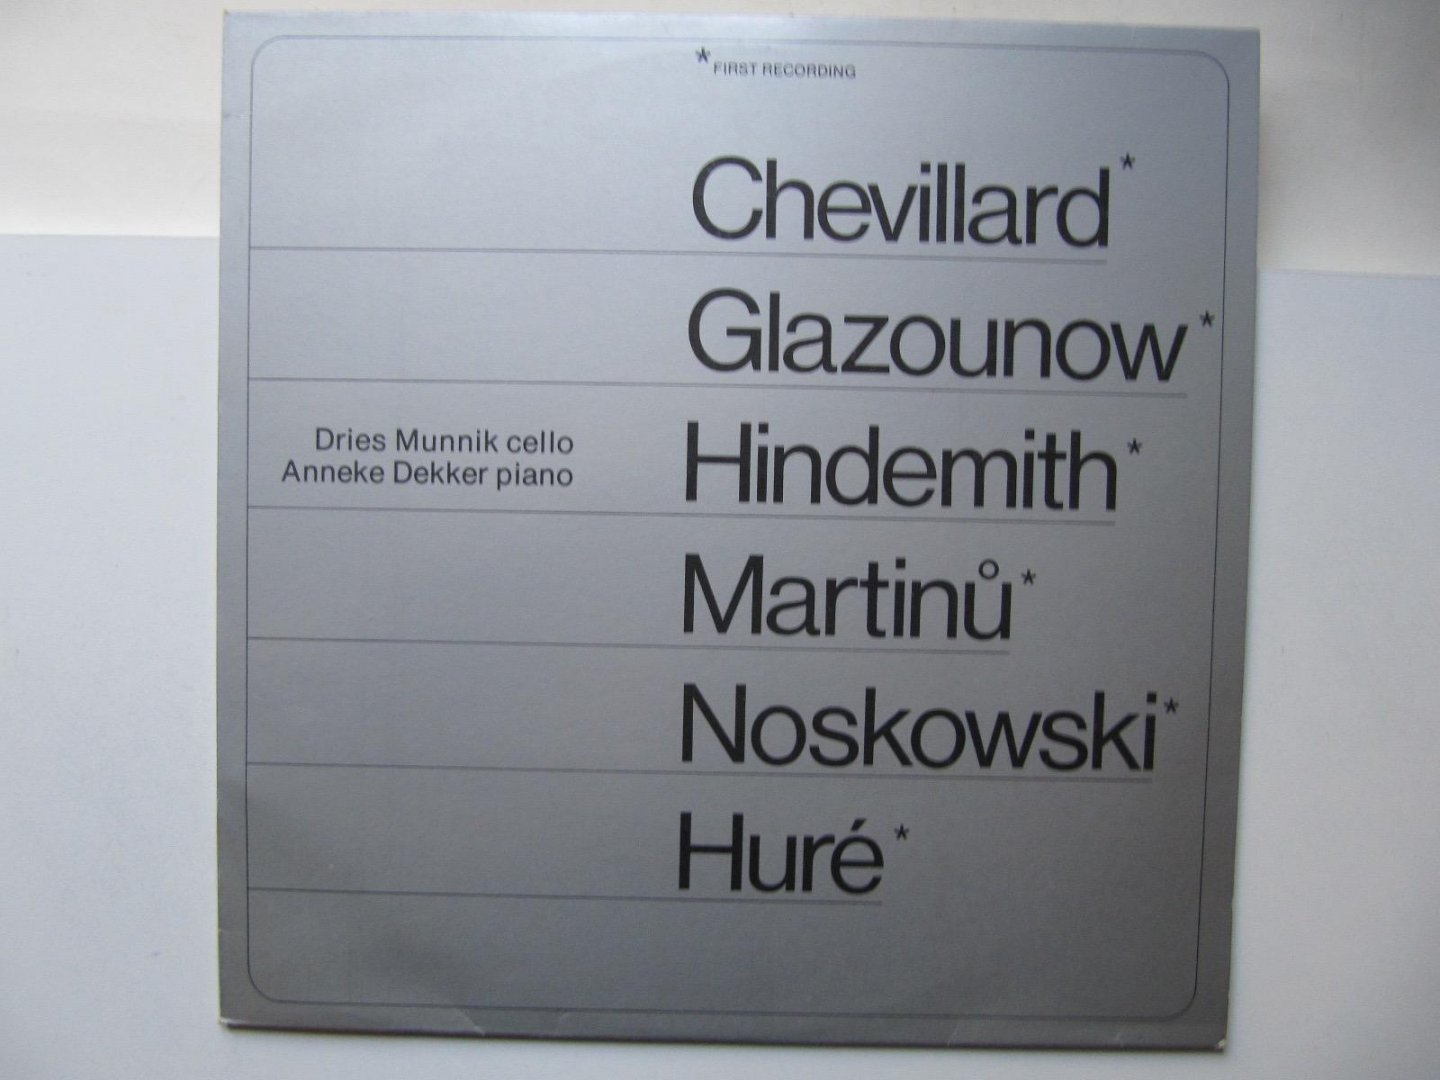 * FIRST RECORDING
Chevillard*
Glazounow*
Dries Munnik cello
Anneke Dekker piano
Hindemith*
Martinů*
Noskowski*
Huré*